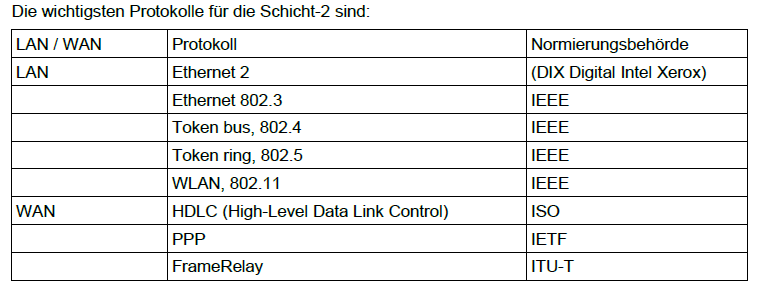 Die wichtigsten Protokolle für die Schicht-2 sind:
LAN / WAN Protokoll Normierungsbehörde
LAN Ethernet 2 (DIX Digital Intel Xerox)
Ethernet 802.3 IEEE
Token bus, 802.4 IEEE
Token ring, 802.5 IEEE
WLAN, 802.11 IEEE
WAN HDLC (High-Level Data Link Control) ISO
PPP IETF
FrameRelay ITU-T